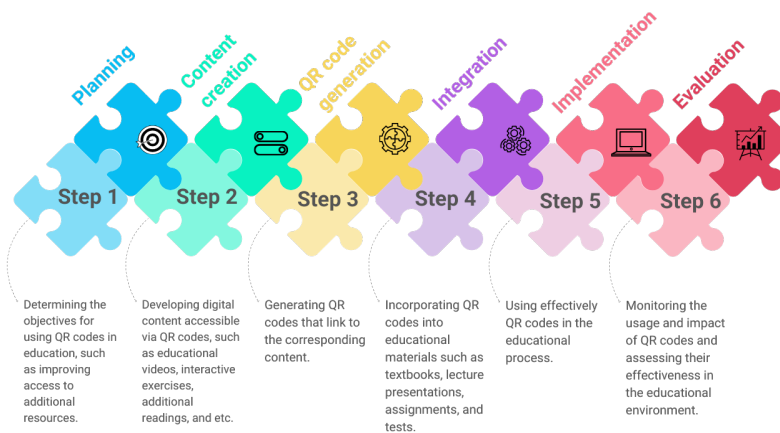 Planning
Content
creation
QR code
generation
Integration
Implementation
Evaluation
Step 1
Step 2
Step 3
Step 4
Step 5
Step 6
Determining the
objectives for
using QR codes in
education, such
as improving
access to
additional
resources.
Developing digital
content accessible
via QR codes, such
as educational
videos, interactive
exercises,
additional
readings, and etc.
Generating QR
codes that link to
the corresponding
content.
Incorporating QR
codes into
educational
materials such as
textbooks, lecture
presentations,
assignments, and
tests.
Using effectively
QR codes in the
educational
process.
Monitoring the
usage and impact
of QR codes and
assessing their
effectiveness in
the educational
environment.